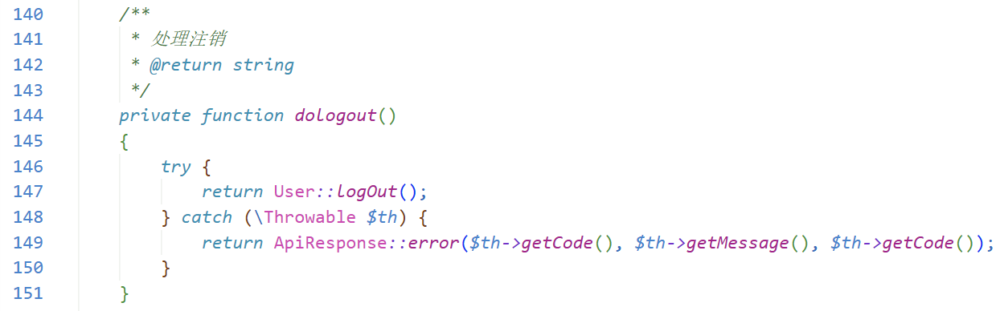 140 /**
141 * 处理注销
142 * @return string
143 */
144 private function dologout()
145 {
146 try {
147 return User::logOut();
148 } catch (\Throwable $th) {
149 return ApiResponse::error($th->getCode(), $th->getMessage(), $th->getCode());
150 }
151 }